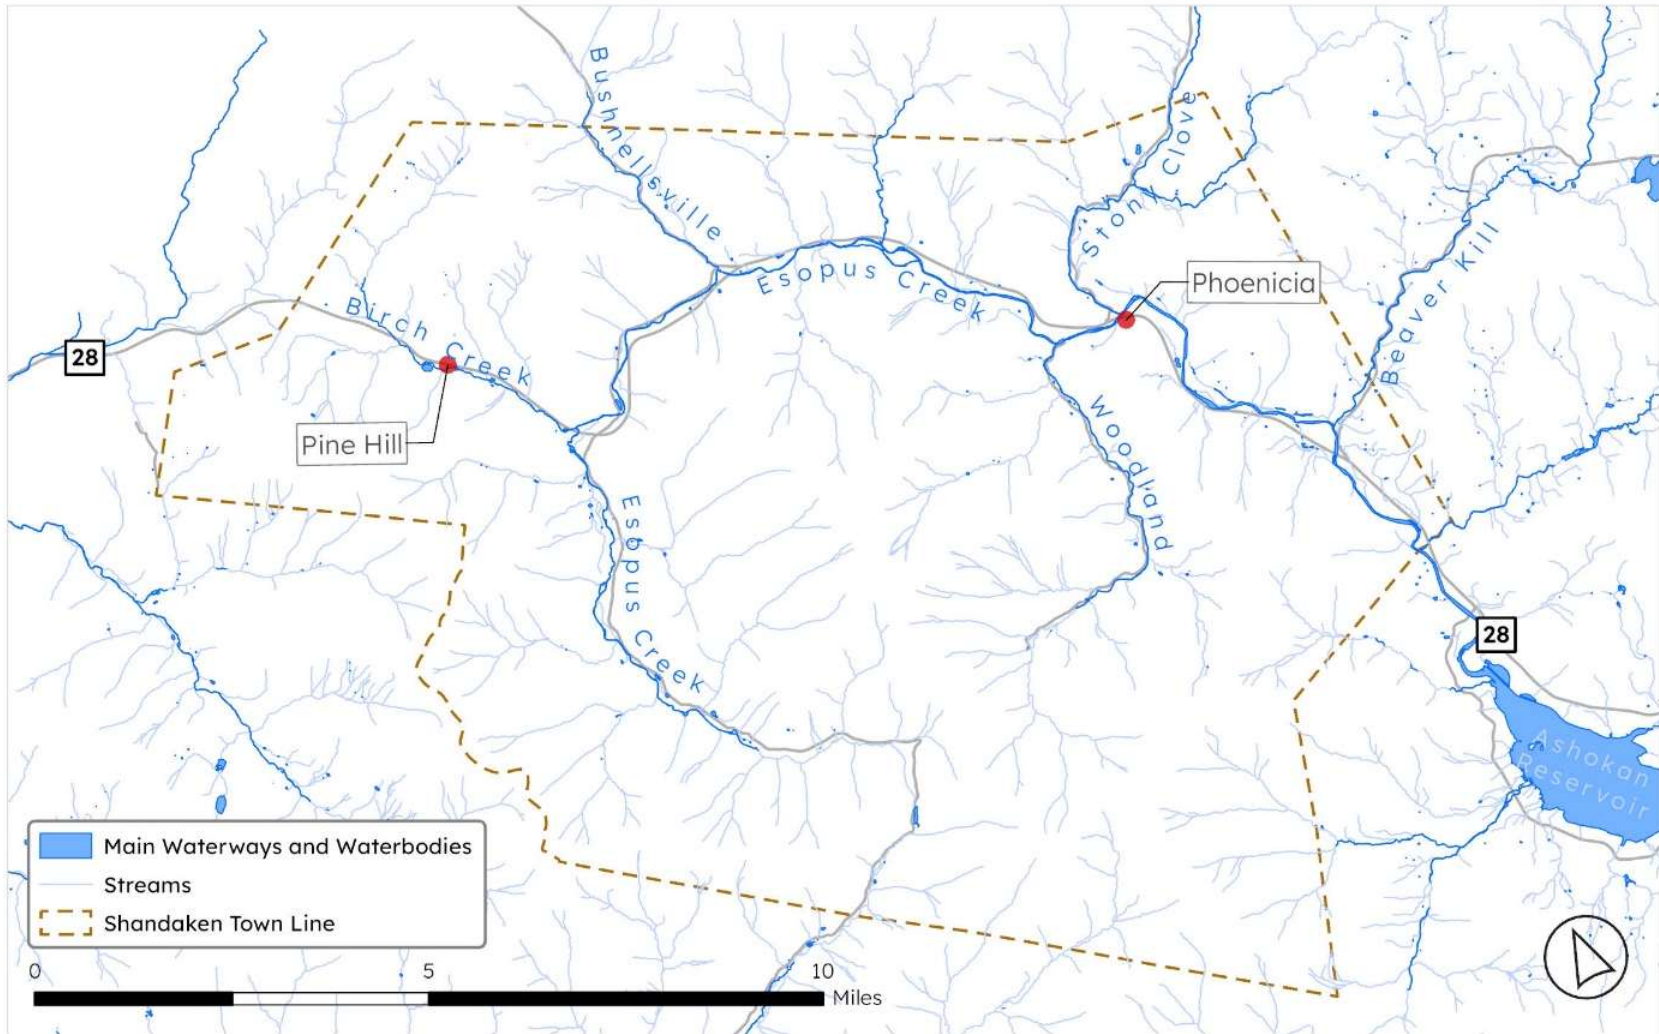 Bushnellsville
Stony Clove
Beaver Kill
Esopus Creek
Phoenicia
Birch Creek
28
Pine Hill
Woodland
Esopus Creek
28
Ashokan
Reservoir
Main Waterways and Waterbodies
Streams
Shandaken Town Line
0 5 10
Miles